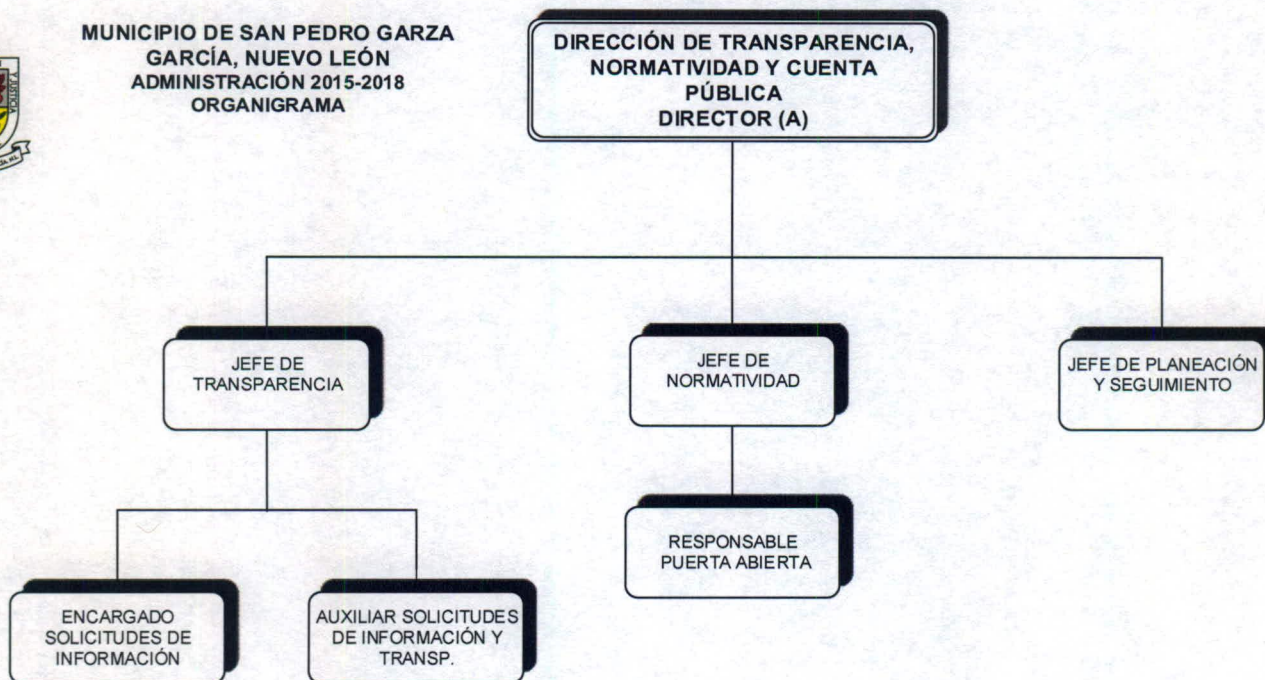 MUNICIPIO DE SAN PEDRO GARZA
GARCÍA, NUEVO LEÓN
ADMINISTRACIÓN 2015-2018
ORGANIGRAMA
DIRECCIÓN DE TRANSPARENCIA,
NORMATIVIDAD Y CUENTA
PÚBLICA
DIRECTOR (A)
JEFE DE
TRANSPARENCIA
JEFE DE
NORMATIVIDAD
JEFE DE PLANEACIÓN
Y SEGUIMIENTO
RESPONSABLE
PUERTA ABIERTA
ENCARGADO
SOLICITUDES DE
INFORMACIÓN
AUXILIAR SOLICITUDES
DE INFORMACIÓN Y
TRANSP.